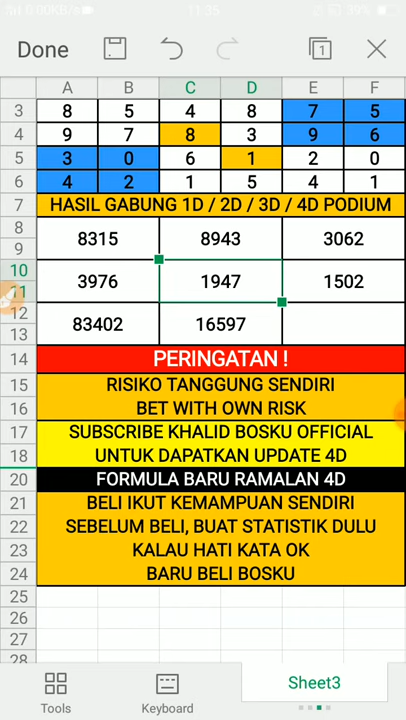 11:35
39%
Done
1
A B C D E F
3 8 5 4 8 7 5
4 9 7 8 3 9 6
5 3 0 6 1 2 0
6 4 2 1 5 4 1
7 HASIL GABUNG 1D / 2D / 3D / 4D PODIUM
8
8315 8943 3062
9
10
3976 1947 1502
11
12
83402 16597
13
14 PERINGATAN !
15 RISIKO TANGGUNG SENDIRI
16 BET WITH OWN RISK
17 SUBSCRIBE KHALID BOSKU OFFICIAL
18 UNTUK DAPATKAN UPDATE 4D
20 FORMULA BARU RAMALAN 4D
21 BELI IKUT KEMAMPUAN SENDIRI
22 SEBELUM BELI, BUAT STATISTIK DULU
23 KALAU HATI KATA OK
24 BARU BELI BOSKU
25
26
27
28
Tools Keyboard Sheet3